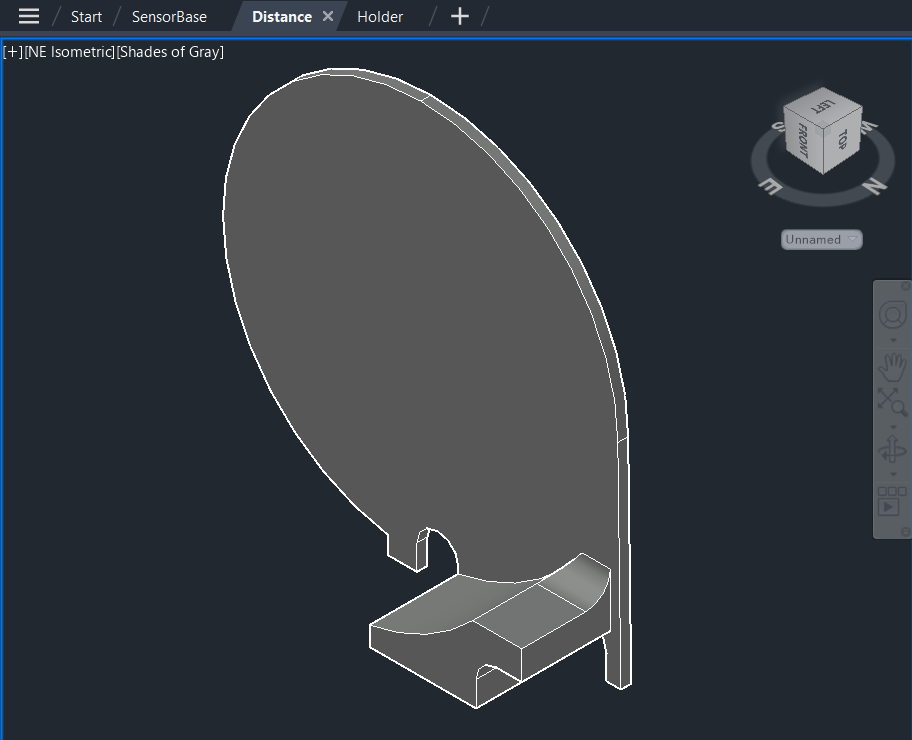 Start SensorBase Distance Holder
[+][NE Isometric][Shades of Gray]
LEFT
FRONT TOP
S W
E N
Unnamed